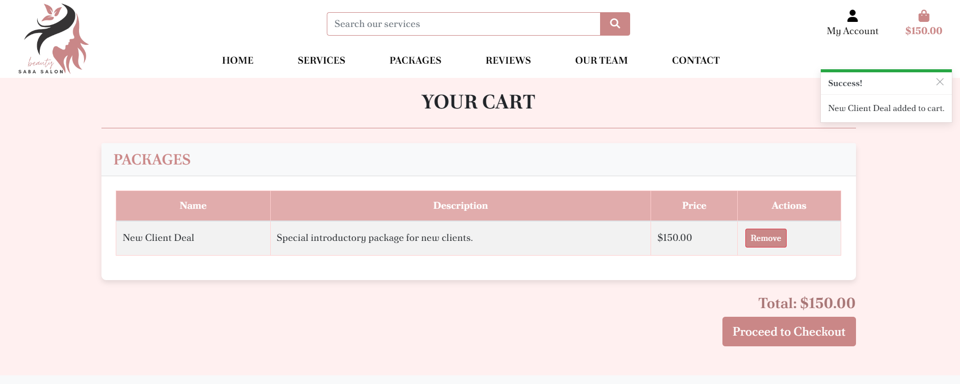 beauty
SABA SALON
Search our services
My Account
$150.00
HOME SERVICES PACKAGES REVIEWS OUR TEAM CONTACT
Success!
New Client Deal added to cart.
YOUR CART
PACKAGES
Name Description Price Actions
New Client Deal Special introductory package for new clients. $150.00 Remove
Total: $150.00
Proceed to Checkout